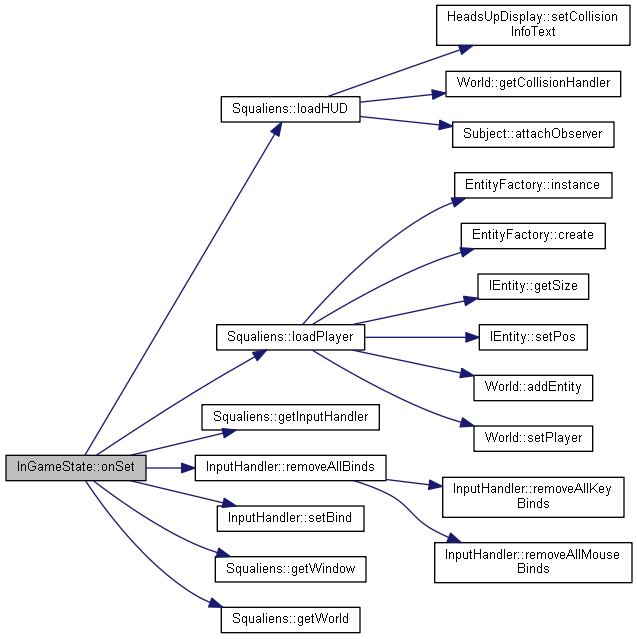 HeadsUpDisplay::setCollision
InfoText
World::getCollisionHandler
Squaliens::loadHUD
Subject::attachObserver
EntityFactory::instance
EntityFactory::create
IEntity::getSize
Squaliens::loadPlayer
IEntity::setPos
World::addEntity
Squaliens::getInputHandler
World::setPlayer
InGameState::onSet
InputHandler::removeAllBinds
InputHandler::removeAllKey
Binds
InputHandler::setBind
InputHandler::removeAllMouse
Binds
Squaliens::getWindow
Squaliens::getWorld